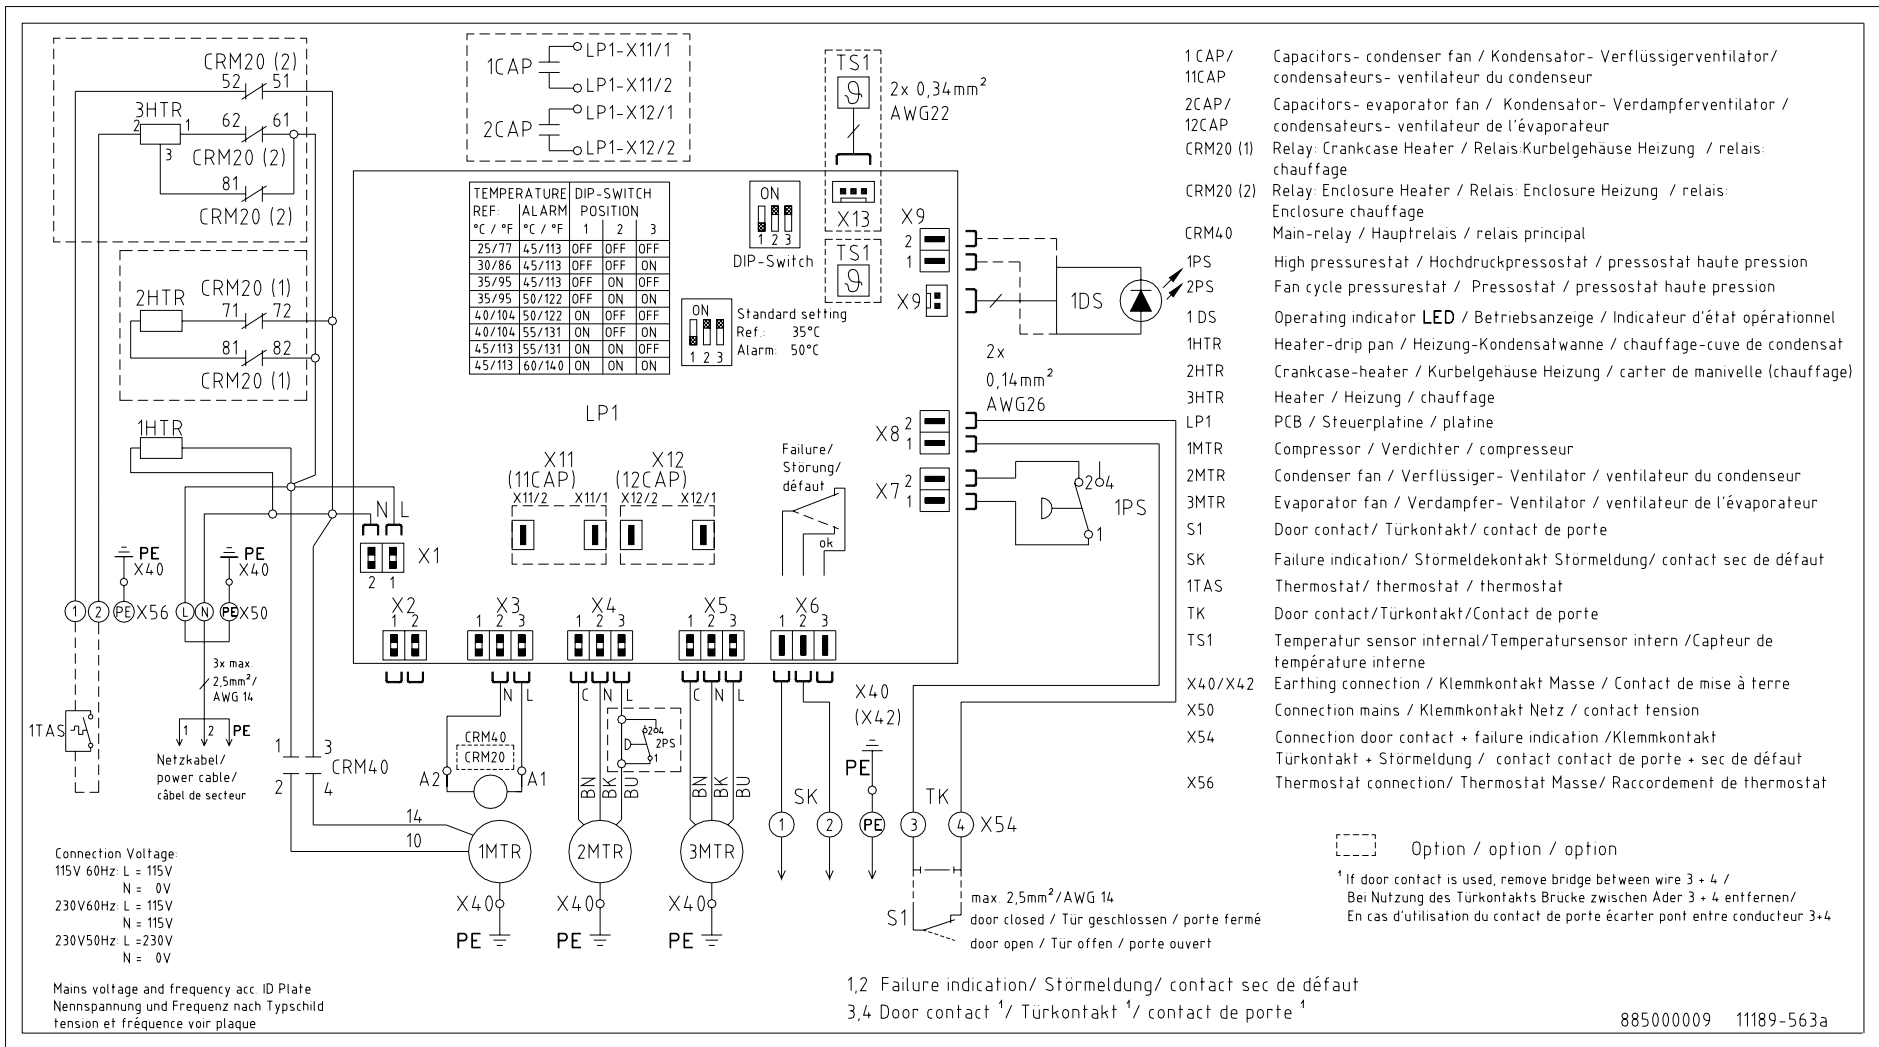 CRM20 (2)
52 51
3HTR
2 1
62 61
3
CRM20 (2)
81
CRM20 (2)
CRM20 (1)
2HTR
71 72
81 82
CRM20 (1)
1HTR
1CAP
LP1-X11/1
LP1-X11/2
2CAP
LP1-X12/1
LP1-X12/2
TS1
ϑ
2x 0,34mm²
AWG22
X13
TS1
ϑ
TEMPERATURE DIP-SWITCH
REF: ALARM POSITION
°C / °F °C / °F 1 2 3
25/77 45/113 OFF OFF OFF
30/86 45/113 OFF OFF ON
35/95 45/113 OFF ON OFF
35/95 50/122 OFF ON ON
40/104 50/122 ON OFF OFF
40/104 55/131 ON OFF ON
45/113 55/131 ON ON OFF
45/113 60/140 ON ON ON
ON
1 2 3
DIP-Switch
ON
1 2 3
Standard setting
Ref.: 35°C
Alarm: 50°C
LP1
X9
2
1
X9
1DS
2x
0,14mm²
AWG26
X8
2
1
X7
2
1
2 4
1PS
1
Failure/
Störung/
défaut
ok
X11
(11CAP)
X11/2 X11/1
X12
(12CAP)
X12/2 X12/1
N L
X1
2 1
PE
X40
PE
X40
1 2 PE X56
L N PE X50
X2
1 2
X3
1 2 3
X4
1 2 3
X5
1 2 3
X6
1 2 3
3x max.
2,5mm²/
AWG 14
1TAS
1 2 PE
Netzkabel/
power cable/
câbel de secteur
1 3
CRM40
2 4
N L
CRM40
CRM20
A2 A1
C N L
2 4
2PS
1
BN BK BU
C N L
BN BK BU
14
10
1MTR
2MTR
3MTR
X40
PE
X40
PE
X40
PE
X40
(X42)
PE
SK
TK
1 2 PE 3 4 X54
S1
max. 2,5mm²/AWG 14
door closed / Tür geschlossen / porte fermé
door open / Tür offen / porte ouvert
Connection Voltage:
115V 60Hz: L = 115V
N = 0V
230V60Hz: L = 115V
N = 115V
230V50Hz: L =230V
N = 0V
Mains voltage and frequency acc. ID Plate
Nennspannung und Frequenz nach Typschild
tension et fréquence voir plaque
1,2 Failure indication/ Störmeldung/ contact sec de défaut
3,4 Door contact ¹/ Türkontakt ¹/ contact de porte ¹
1 CAP/ Capacitors- condenser fan / Kondensator- Verflüssigerventilator/
11CAP condensateurs- ventilateur du condenseur
2CAP/ Capacitors- evaporator fan / Kondensator- Verdampferventilator /
12CAP condensateurs- ventilateur de l'évaporateur
CRM20 (1) Relay: Crankcase Heater / Relais:Kurbelgehäuse Heizung / relais:
chauffage
CRM20 (2) Relay: Enclosure Heater / Relais: Enclosure Heizung / relais:
Enclosure chauffage
CRM40 Main-relay / Hauptrelais / relais principal
1PS High pressurestat / Hochdruckpressostat / pressostat haute pression
2PS Fan cycle pressurestat / Pressostat / pressostat haute pression
1 DS Operating indicator LED / Betriebsanzeige / Indicateur d'état opérationnel
1HTR Heater-drip pan / Heizung-Kondensatwanne / chauffage-cuve de condensat
2HTR Crankcase-heater / Kurbelgehäuse Heizung / carter de manivelle (chauffage)
3HTR Heater / Heizung / chauffage
LP1 PCB / Steuerplatine / platine
1MTR Compressor / Verdichter / compresseur
2MTR Condenser fan / Verflüssiger- Ventilator / ventilateur du condenseur
3MTR Evaporator fan / Verdampfer- Ventilator / ventilateur de l'évaporateur
S1 Door contact/ Türkontakt/ contact de porte
SK Failure indication/ Störmeldekontakt Störmeldung/ contact sec de défaut
1TAS Thermostat/ thermostat / thermostat
TK Door contact/Türkontakt/Contact de porte
TS1 Temperatur sensor internal/Temperatursensor intern /Capteur de
température interne
X40/X42 Earthing connection / Klemmkontakt Masse / Contact de mise à terre
X50 Connection mains / Klemmkontakt Netz / contact tension
X54 Connection door contact + failure indication /Klemmkontakt
Türkontakt + Störmeldung / contact contact de porte + sec de défaut
X56 Thermostat connection/ Thermostat Masse/ Raccordement de thermostat
Option / option / option
¹ If door contact is used, remove bridge between wire 3 + 4 /
Bei Nutzung des Türkontakts Brücke zwischen Ader 3 + 4 entfernen/
En cas d'utilisation du contact de porte écarter pont entre conducteur 3+4
885000009 11189-563a